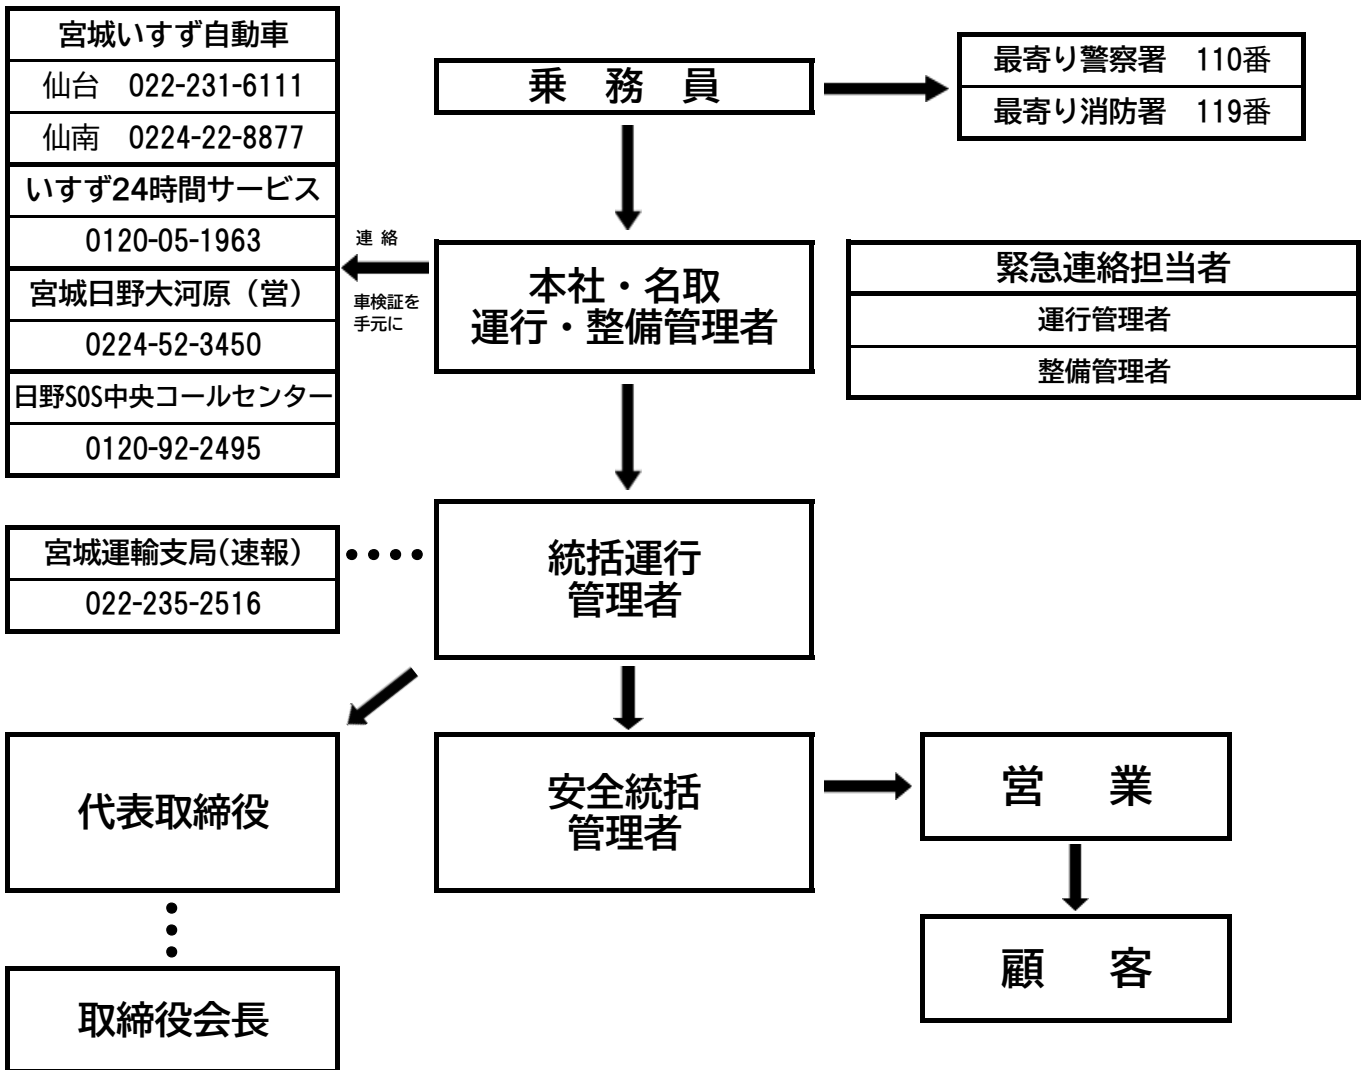 宮城いすず自動車
仙台　022-231-6111
仙南　0224-22-8877
いすず24時間サービス
0120-05-1963
宮城日野大河原（営）
0224-52-3450
日野SOS中央コールセンター
0120-92-2495
乗　務　員
最寄り警察署　110番
最寄り消防署　119番
連 絡
車検証を
手元に
本社・名取
運行・整備管理者
緊急連絡担当者
運行管理者
整備管理者
宮城運輸支局(速報）
022-235-2516
統括運行
管理者
代表取締役
安全統括
管理者
営　業
顧　客
取締役会長